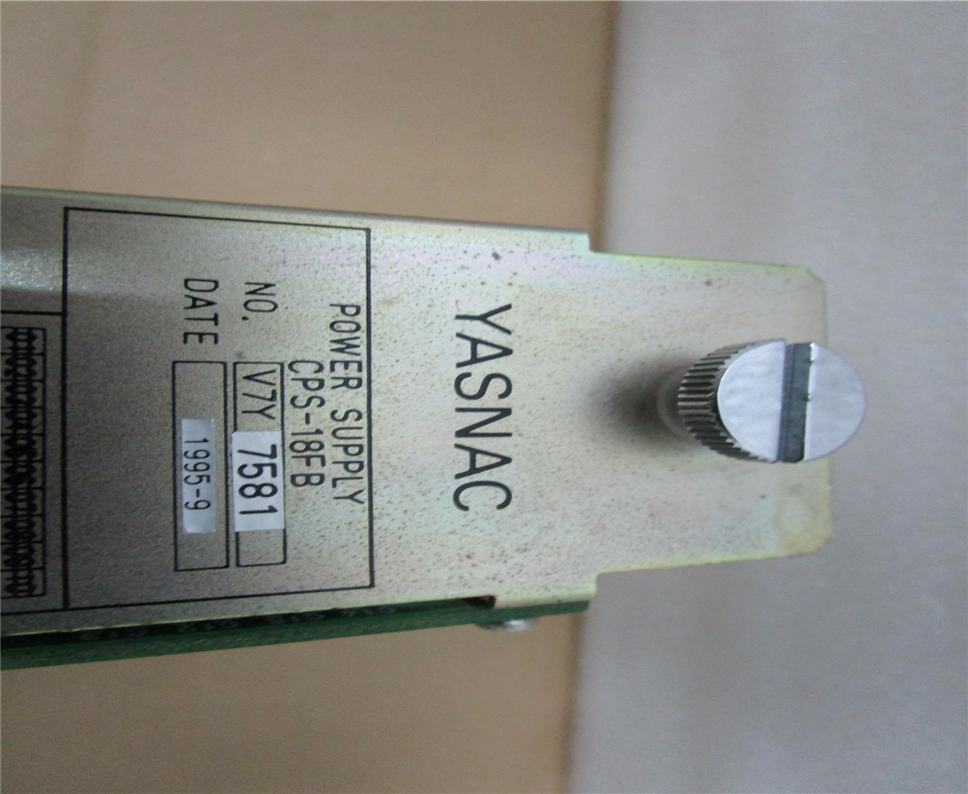 YASNAC
POWER SUPPLY
CPS-18FB
NO. V7Y 7581
DATE 1995-9